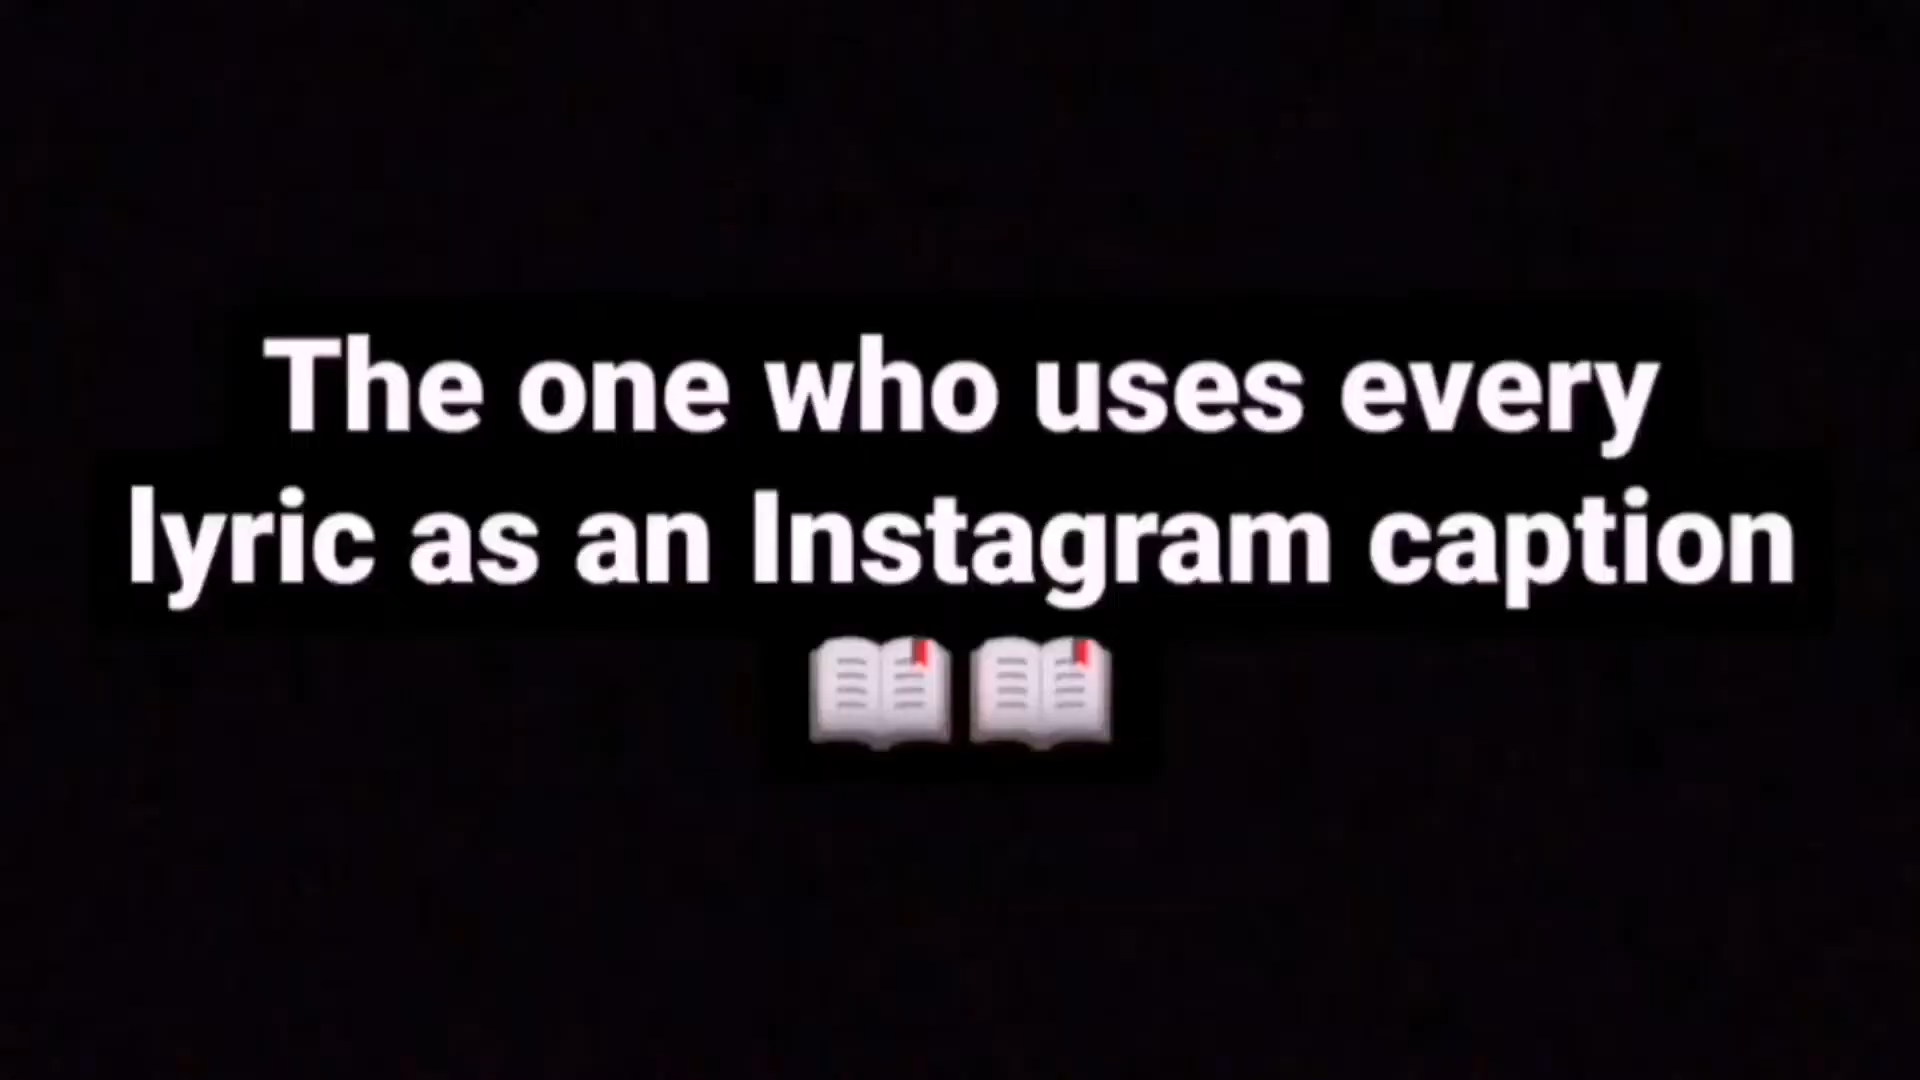 The one who uses every
lyric as an Instagram caption
📖📖